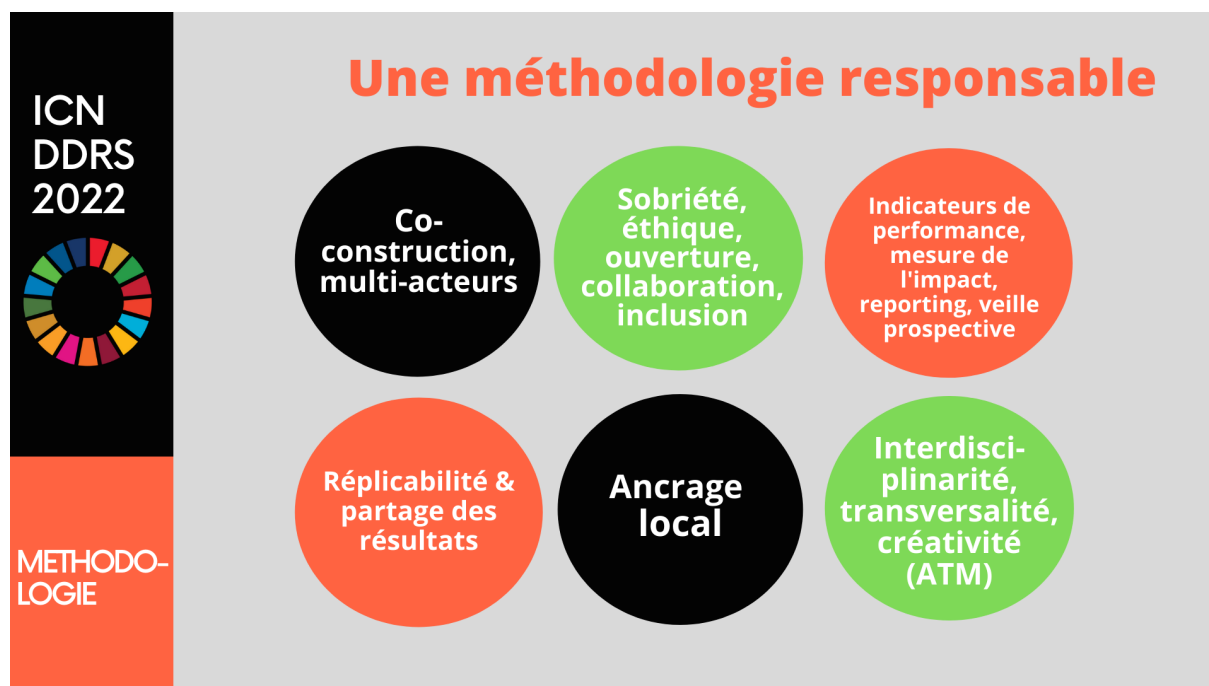 ICN
DDRS
2022
METHODO-
LOGIE
Une méthodologie responsable
Co-
construction,
multi-acteurs
Sobriété,
éthique,
ouverture,
collaboration,
inclusion
Indicateurs de
performance,
mesure de
l'impact,
reporting, veille
prospective
Réplicabilité &
partage des
résultats
Ancrage
local
Interdisci-
plinarité,
transversalité,
créativité
(ATM)